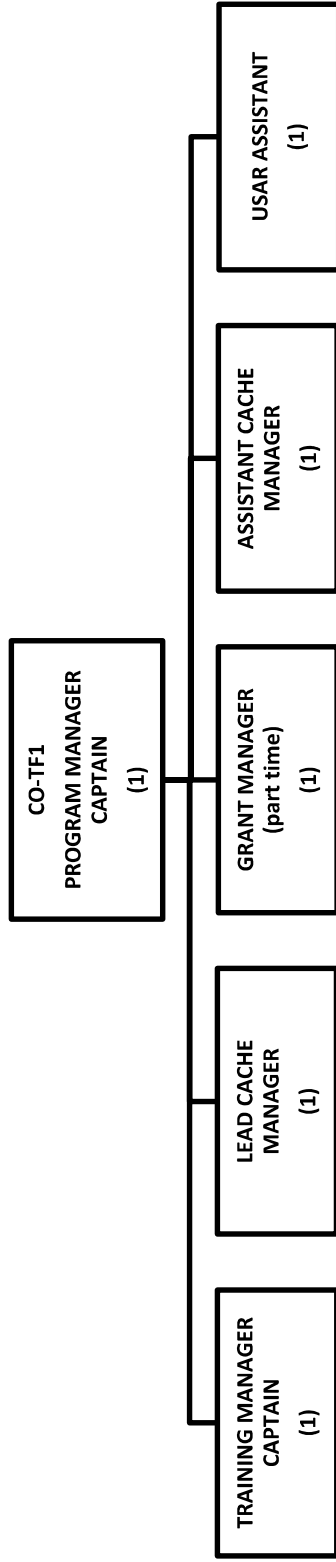 CO-TF1
PROGRAM MANAGER
CAPTAIN
(1)
TRAINING MANAGER
CAPTAIN
(1)
LEAD CACHE
MANAGER
(1)
GRANT MANAGER
(part time)
(1)
ASSISTANT CACHE
MANAGER
(1)
USAR ASSISTANT
(1)